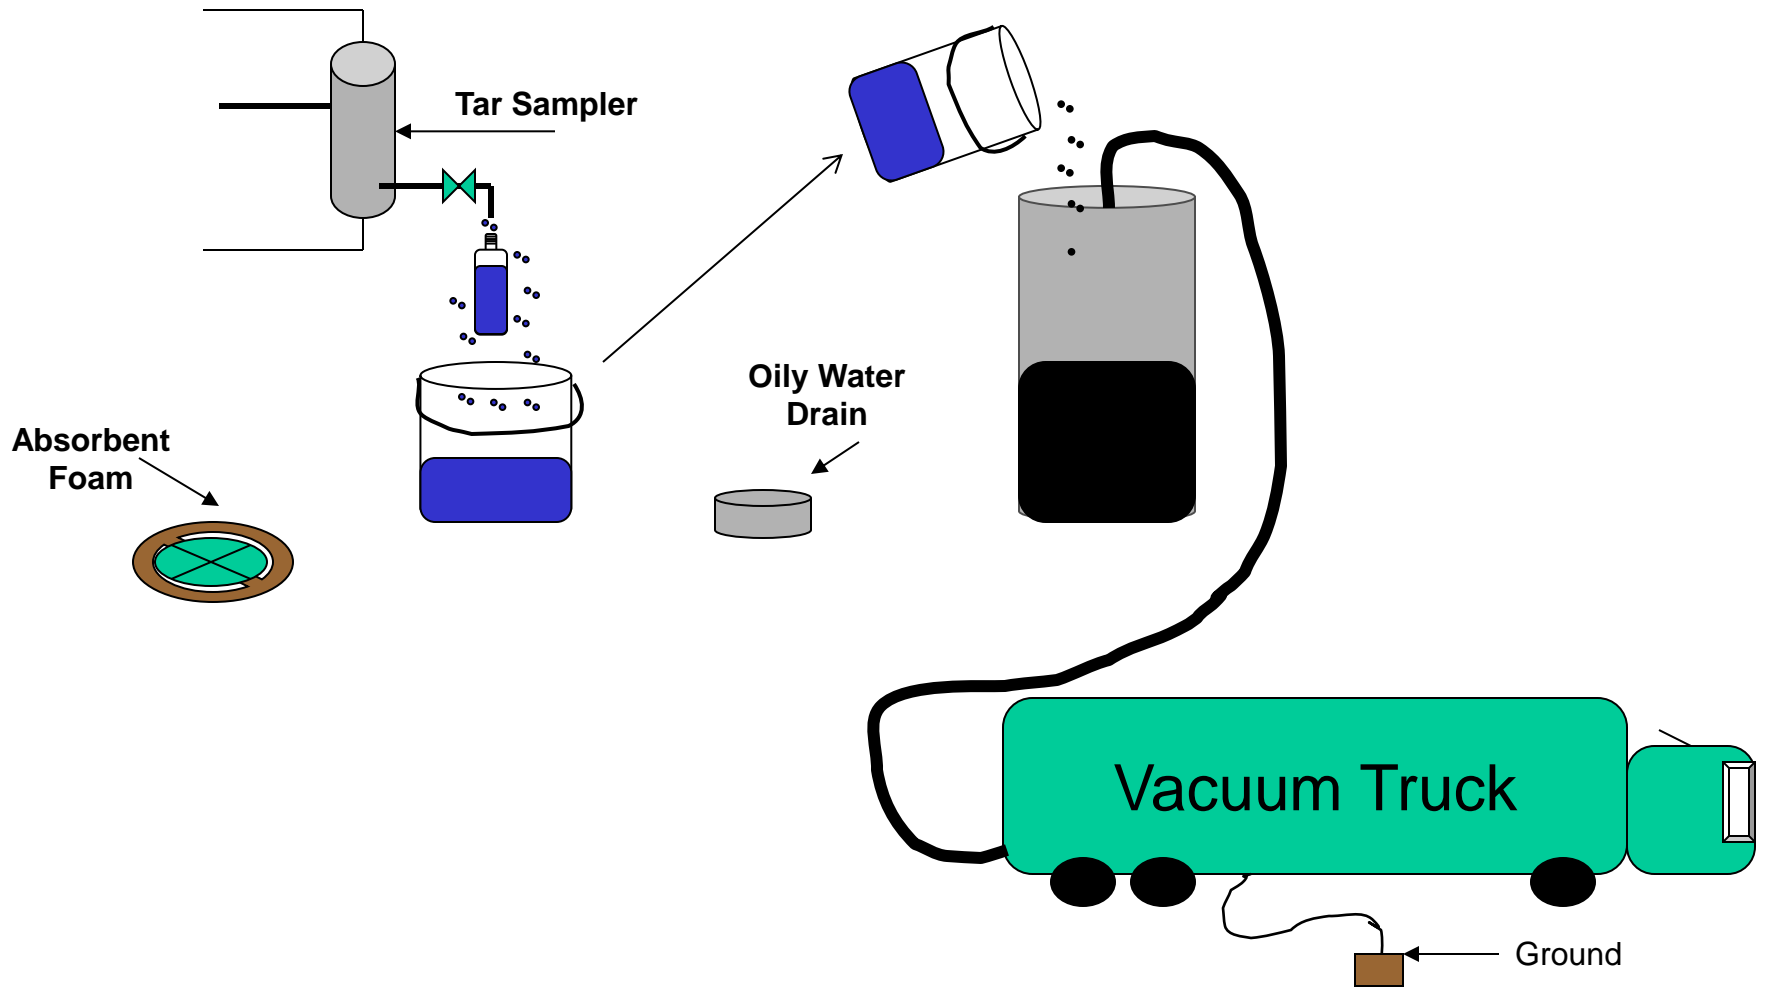 Tar Sampler
Oily Water
Drain
Absorbent
Foam
Vacuum Truck
Ground